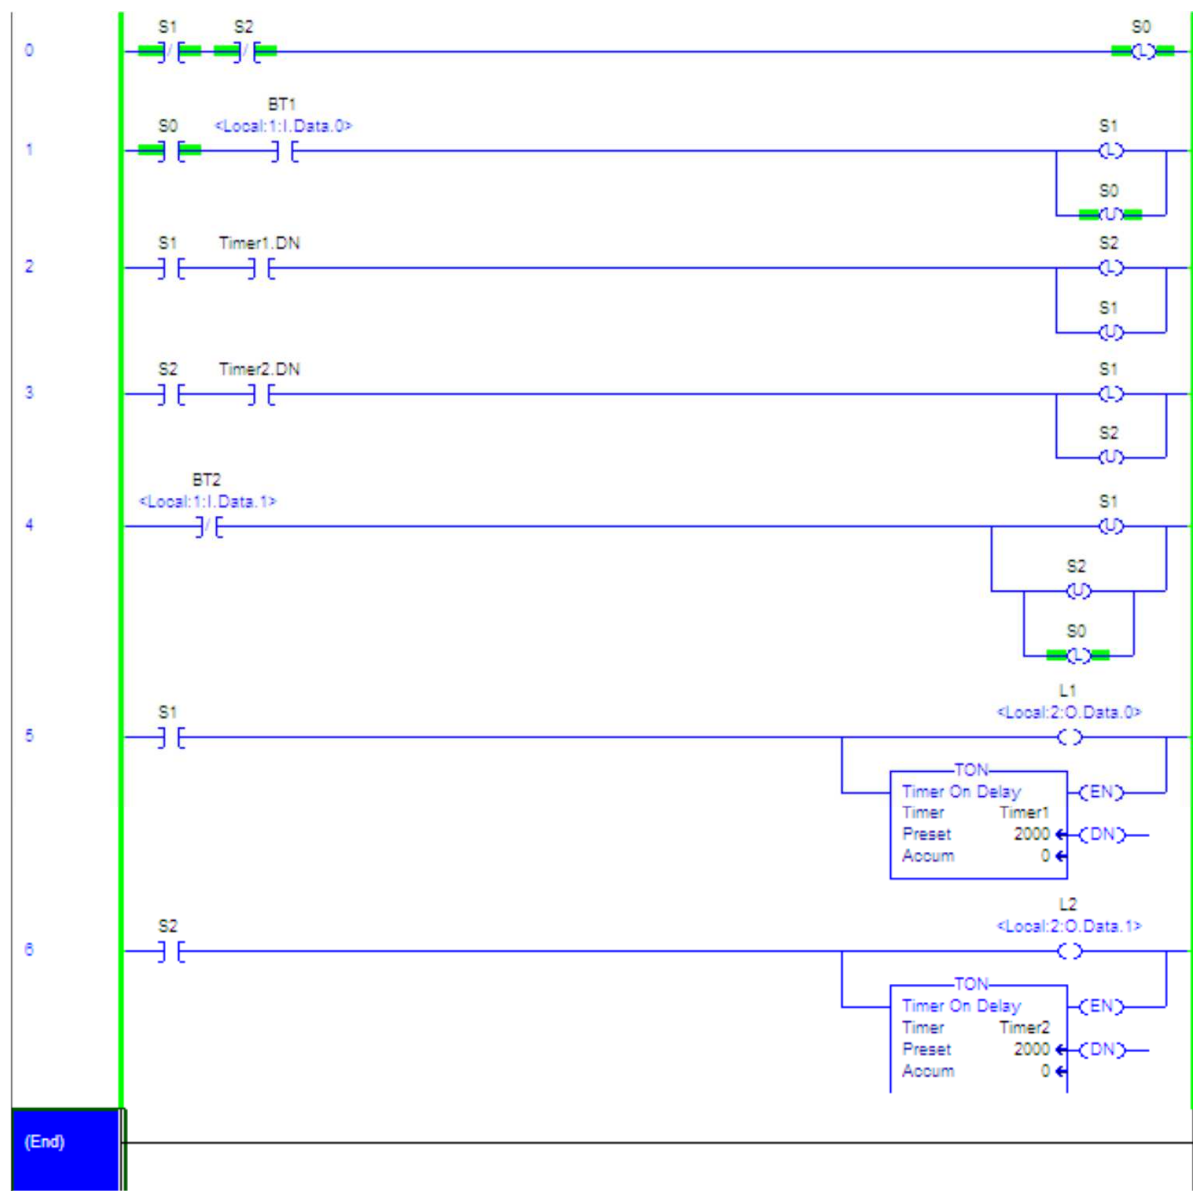 S1 S2 S0
0
BT1
S0 <Local:1:I.Data.0> S1
1
S0
S1 Timer1.DN S2
2
S1
S2 Timer2.DN S1
3
S2
BT2
<Local:1:I.Data.1> S1
4
S2
S0
L1
S1 <Local:2:O.Data.0>
5
TON
Timer On Delay EN
Timer Timer1
Preset 2000 DN
Accum 0
L2
S2 <Local:2:O.Data.1>
6
TON
Timer On Delay EN
Timer Timer2
Preset 2000 DN
Accum 0
(End)